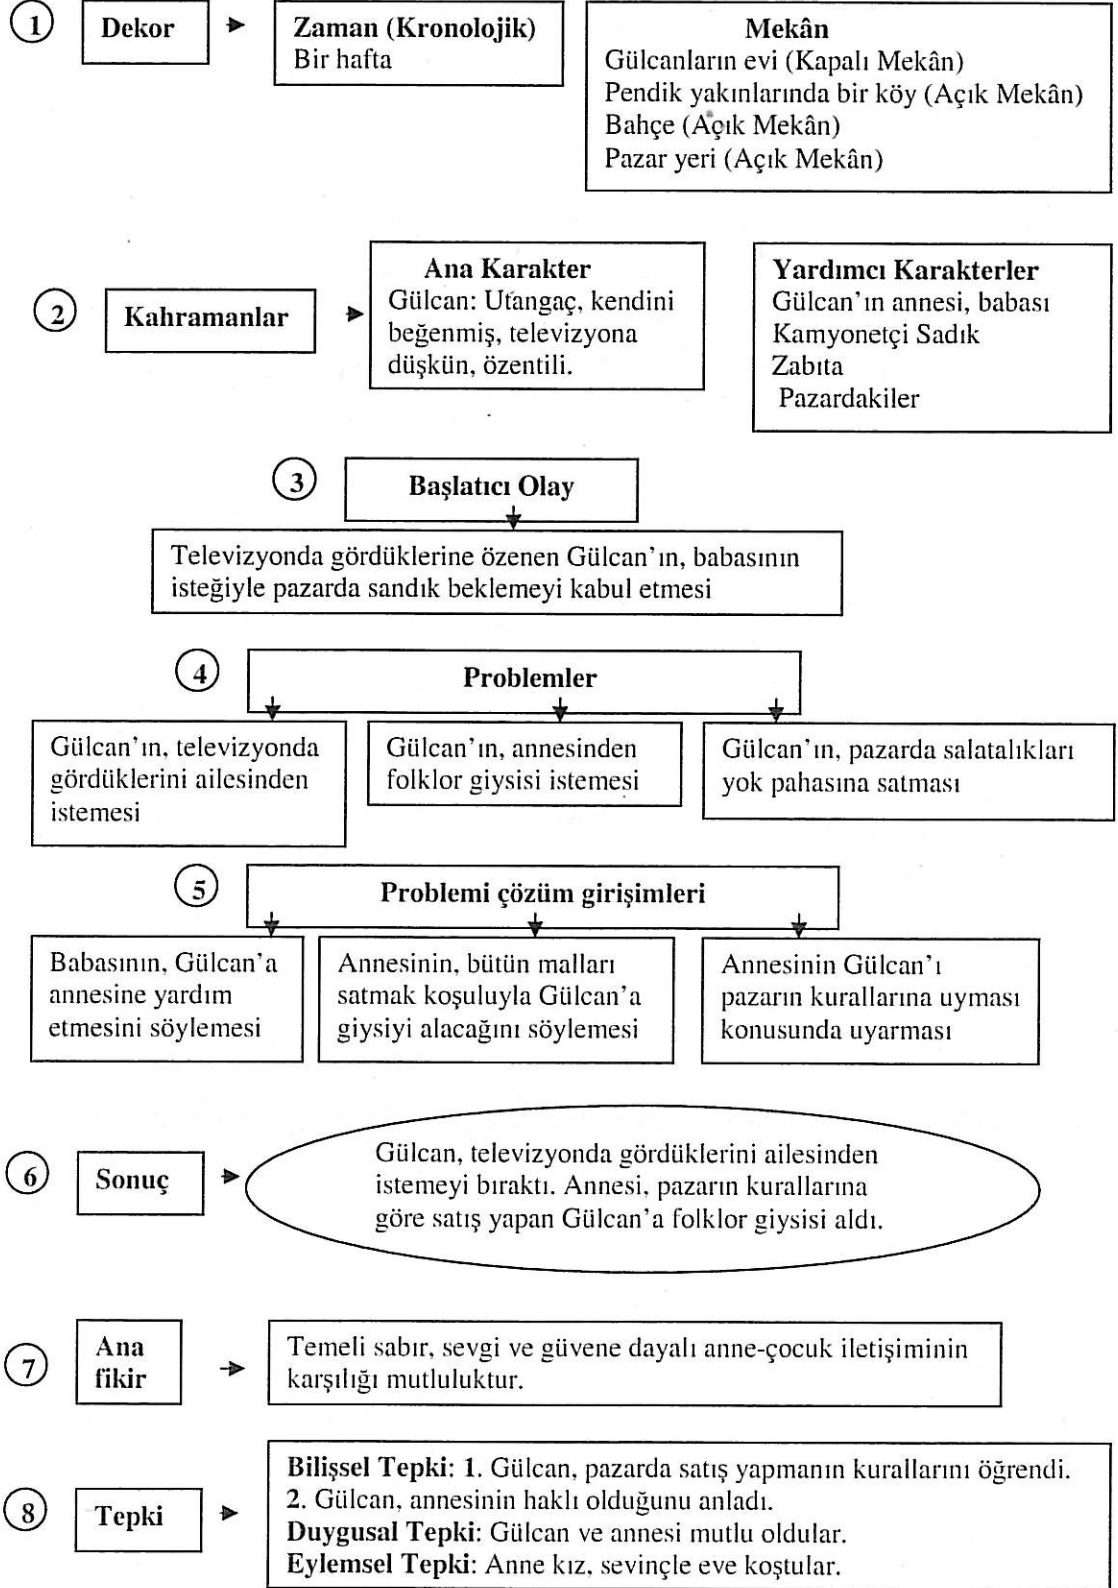 1
Dekor
Zaman (Kronolojik)
Bir hafta
Mekân
Gülcanların evi (Kapalı Mekân)
Pendik yakınlarında bir köy (Açık Mekân)
Bahçe (Açık Mekân)
Pazar yeri (Açık Mekân)
2
Kahramanlar
Ana Karakter
Gülcan: Utangaç, kendini
beğenmiş, televizyona
düşkün, özentili.
Yardımcı Karakterler
Gülcan’ın annesi, babası
Kamyonetçi Sadık
Zabıta
Pazardakiler
3
Başlatıcı Olay
Televizyonda gördüklerine özenen Gülcan’ın, babasının
isteğiyle pazarda sandık beklemeyi kabul etmesi
4
Problemler
Gülcan’ın, televizyonda
gördüklerini ailesinden
istemesi
Gülcan’ın, annesinden
folklor giysisi istemesi
Gülcan’ın, pazarda salatalıkları
yok pahasına satması
5
Problemi çözüm girişimleri
Babasının, Gülcan’a
annesine yardım
etmesini söylemesi
Annesinin, bütün malları
satmak koşuluyla Gülcan’a
giysiyi alacağını söylemesi
Annesinin Gülcan’ı
pazarın kurallarına uyması
konusunda uyarması
6
Sonuç
Gülcan, televizyonda gördüklerini ailesinden
istemeyi bıraktı. Annesi, pazarın kurallarına
göre satış yapan Gülcan’a folklor giysisi aldı.
7
Ana
fikir
Temeli sabır, sevgi ve güvene dayalı anne-çocuk iletişiminin
karşılığı mutluluktur.
8
Tepki
Bilişsel Tepki: 1. Gülcan, pazarda satış yapmanın kurallarını öğrendi.
2. Gülcan, annesinin haklı olduğunu anladı.
Duygusal Tepki: Gülcan ve annesi mutlu oldular.
Eylemsel Tepki: Anne kız, sevinçle eve koştular.